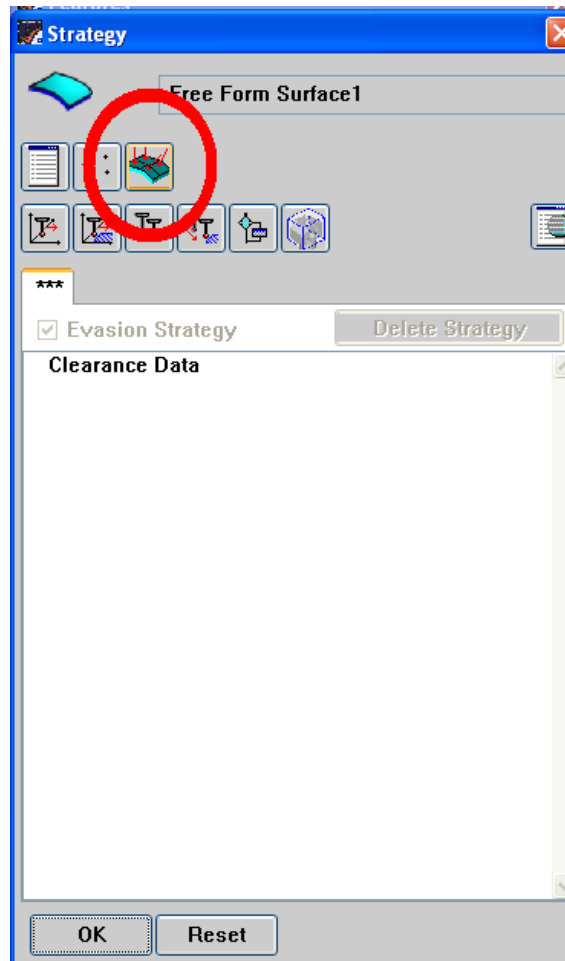 Strategy
Free Form Surface1
***
Evasion Strategy Delete Strategy
Clearance Data
OK Reset